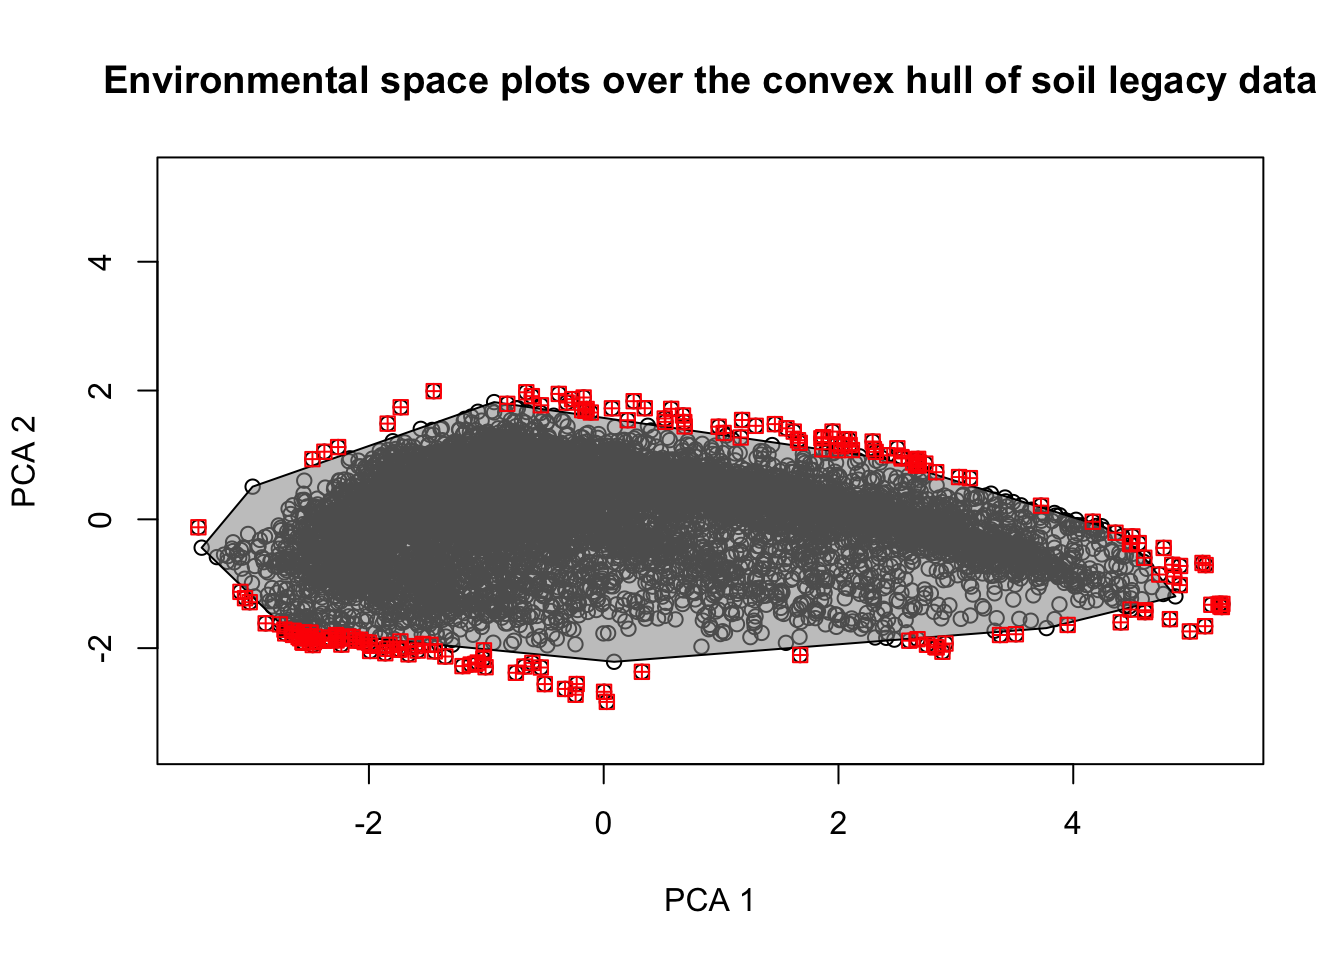 Environmental space plots over the convex hull of soil legacy data
4
2
0
-2
PCA 2
-2 0 2 4
PCA 1